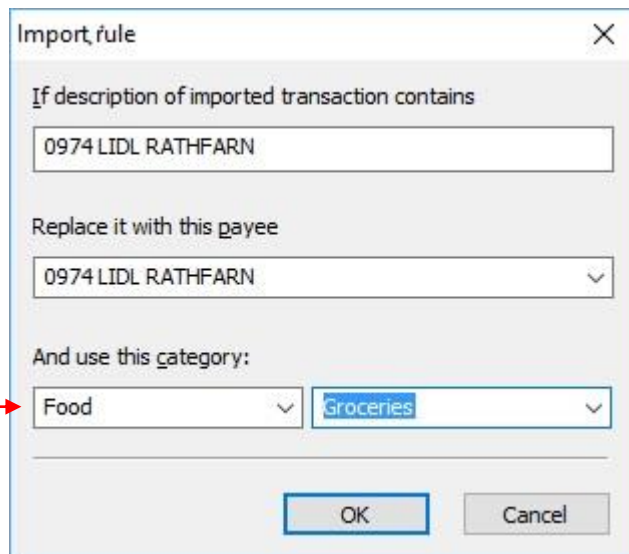 Import rule
If description of imported transaction contains
0974 LIDL RATHFARN
Replace it with this payee
0974 LIDL RATHFARN
And use this category:
Food Groceries
OK Cancel